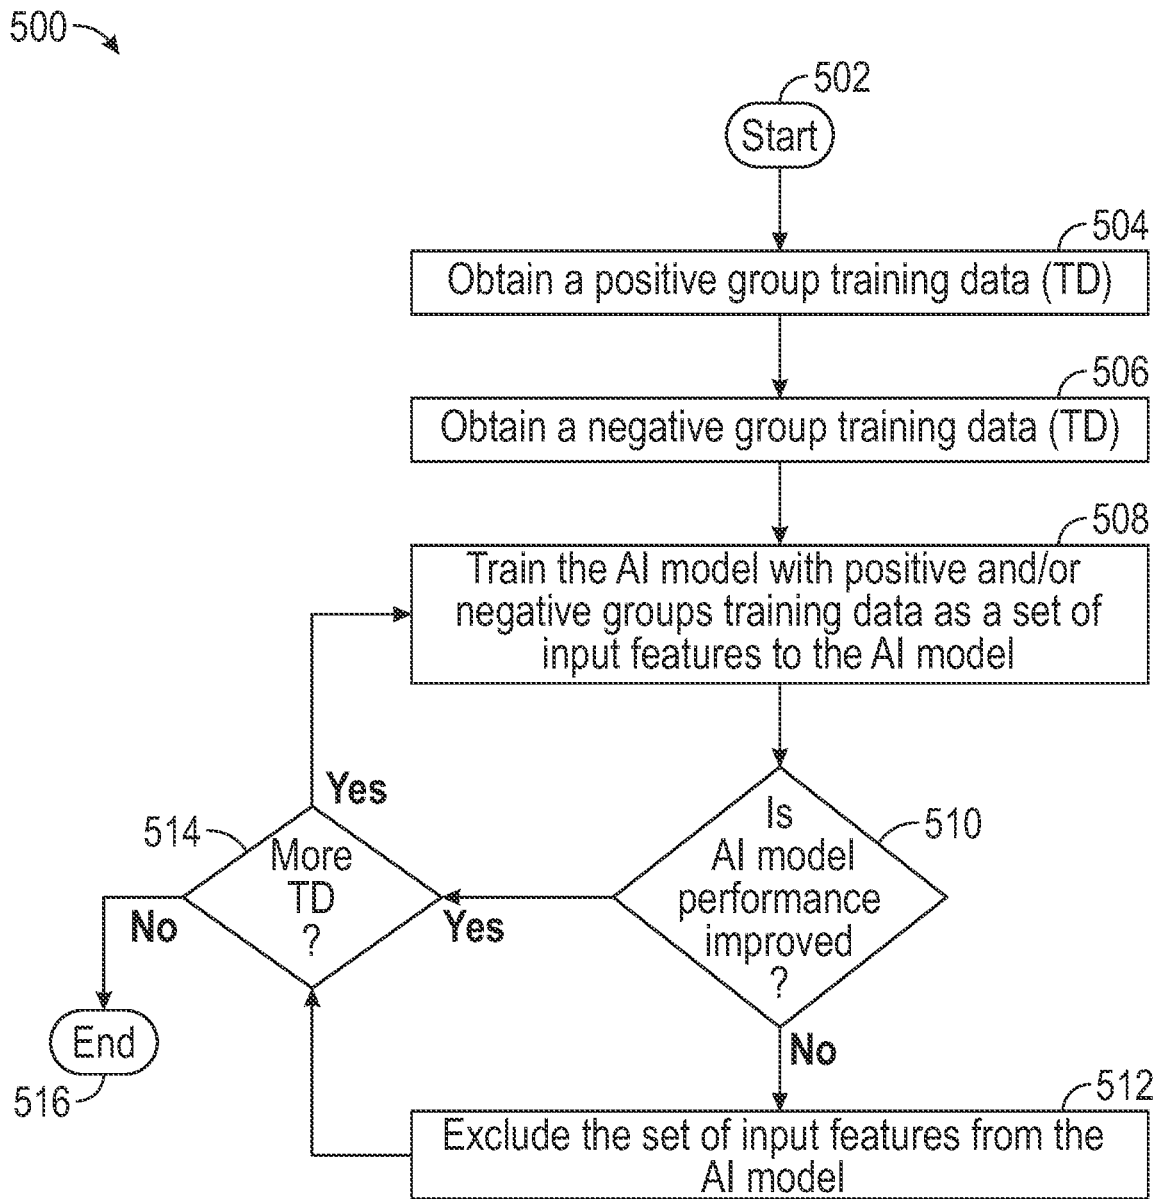 500
502
Start
504
Obtain a positive group training data (TD)
506
Obtain a negative group training data (TD)
508
Train the AI model with positive and/or
negative groups training data as a set of
input features to the AI model
510
Is
AI model
performance
improved
?
Yes
No
514
More
TD
?
Yes
No
End
516
512
Exclude the set of input features from the
AI model